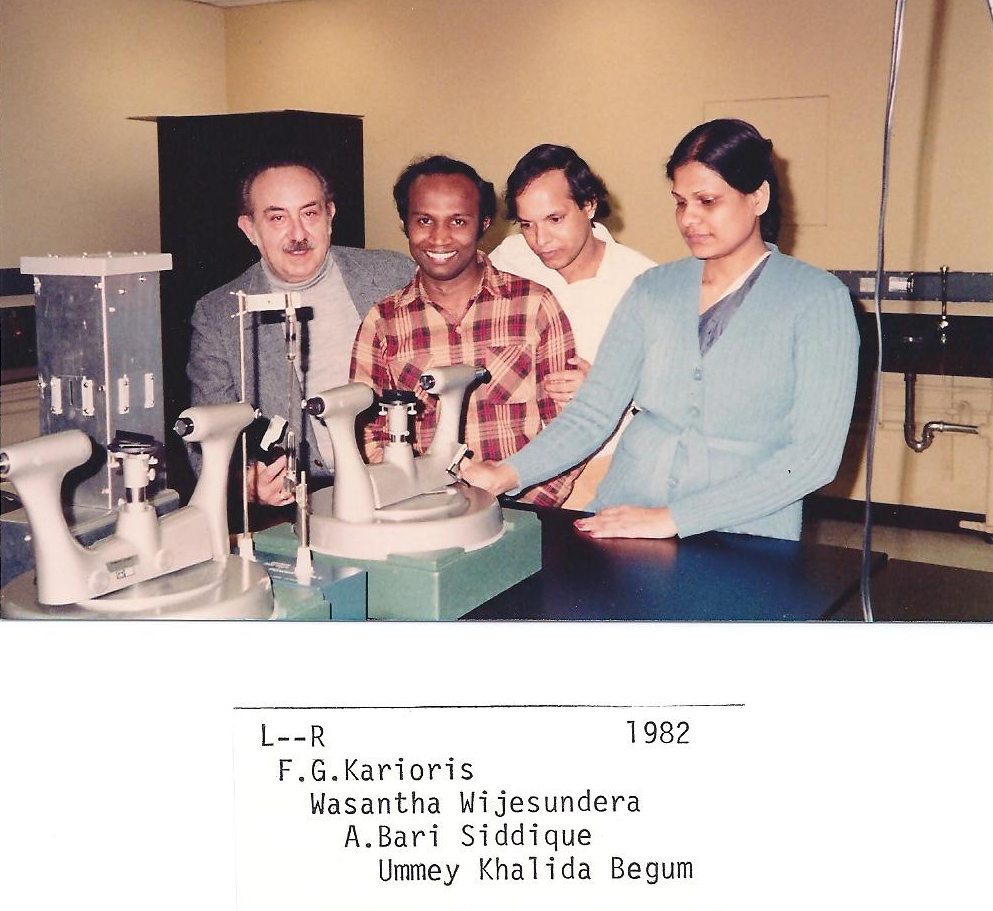 L--R 1982
F.G.Karioris
Wasantha Wijesundera
A.Bari Siddique
Ummey Khalida Begum